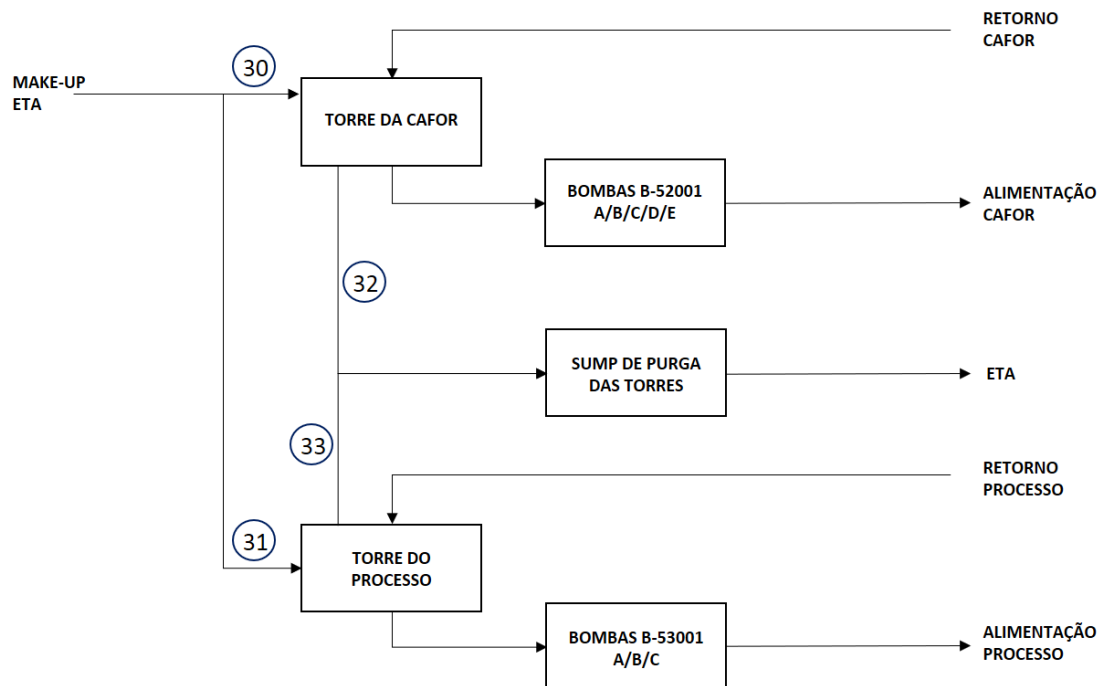 RETORNO
CAFOR
30
MAKE-UP
ETA
TORRE DA CAFOR
BOMBAS B-52001
A/B/C/D/E
ALIMENTAÇÃO
CAFOR
32
SUMP DE PURGA
DAS TORRES
ETA
33
RETORNO
PROCESSO
31
TORRE DO
PROCESSO
BOMBAS B-53001
A/B/C
ALIMENTAÇÃO
PROCESSO